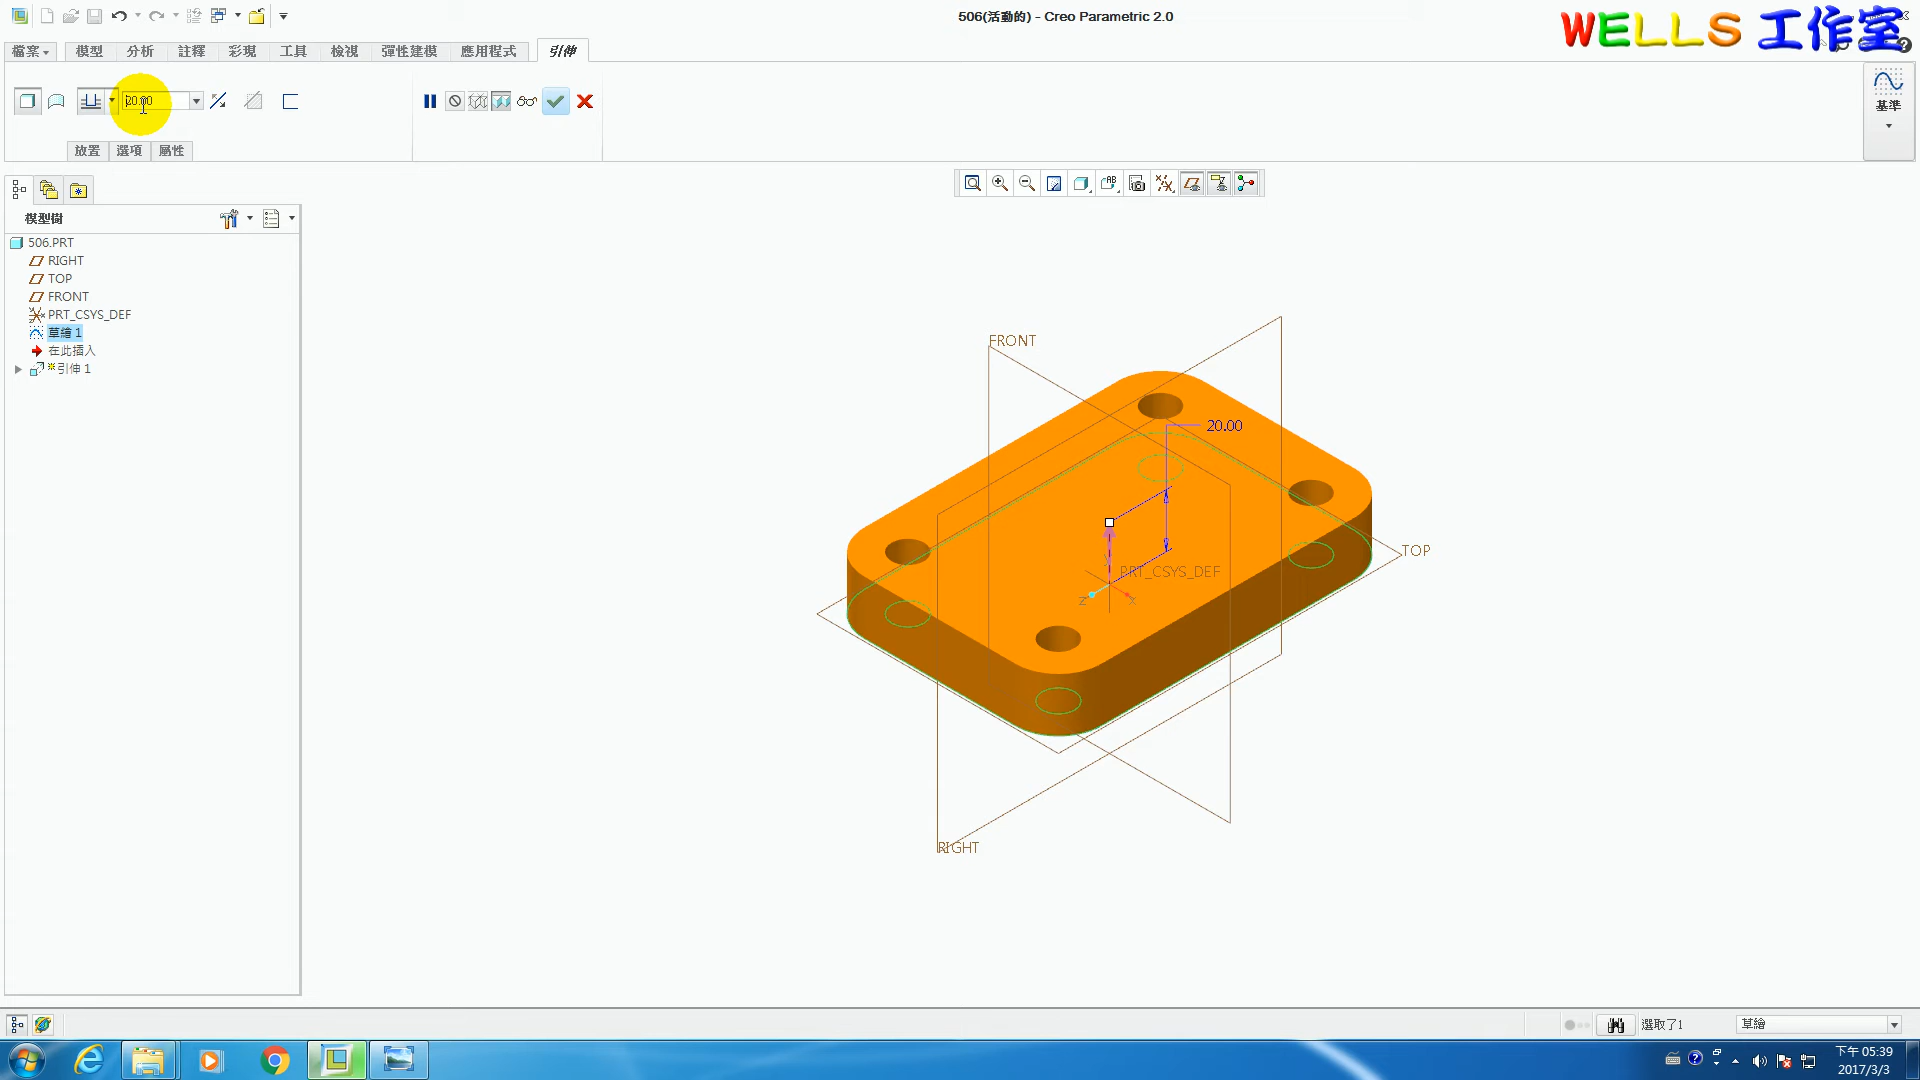 506(活動的) - Creo Parametric 2.0
WELLS 工作室
檔案 模型 分析 註釋 彩現 工具 檢視 彈性建模 應用程式 引伸
20.00
基準
放置 選項 屬性
模型樹
506.PRT
RIGHT
TOP
FRONT
PRT_CSYS_DEF
草繪 1
在此插入
引伸 1
FRONT
20.00
TOP
PRT_CSYS_DEF
Z X
RIGHT
選取了1 草繪
下午 05:39
2017/3/3